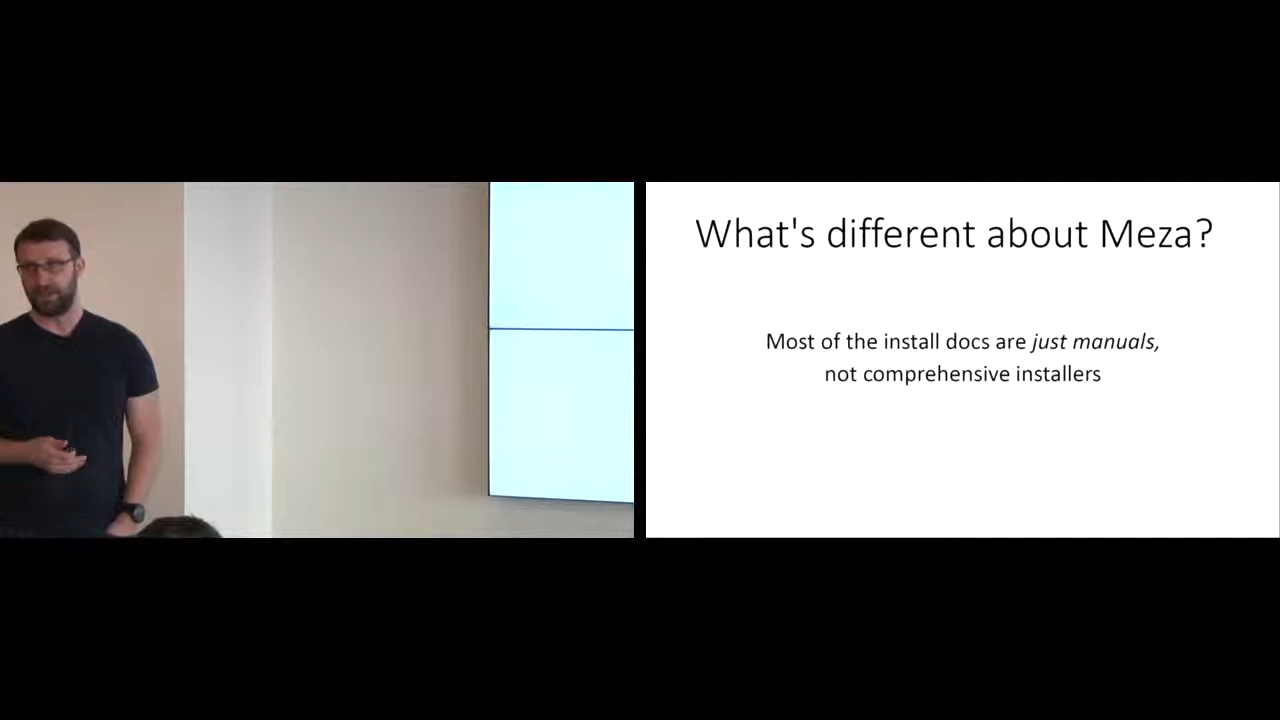 What's different about Meza?
Most of the install docs are just manuals,
not comprehensive installers